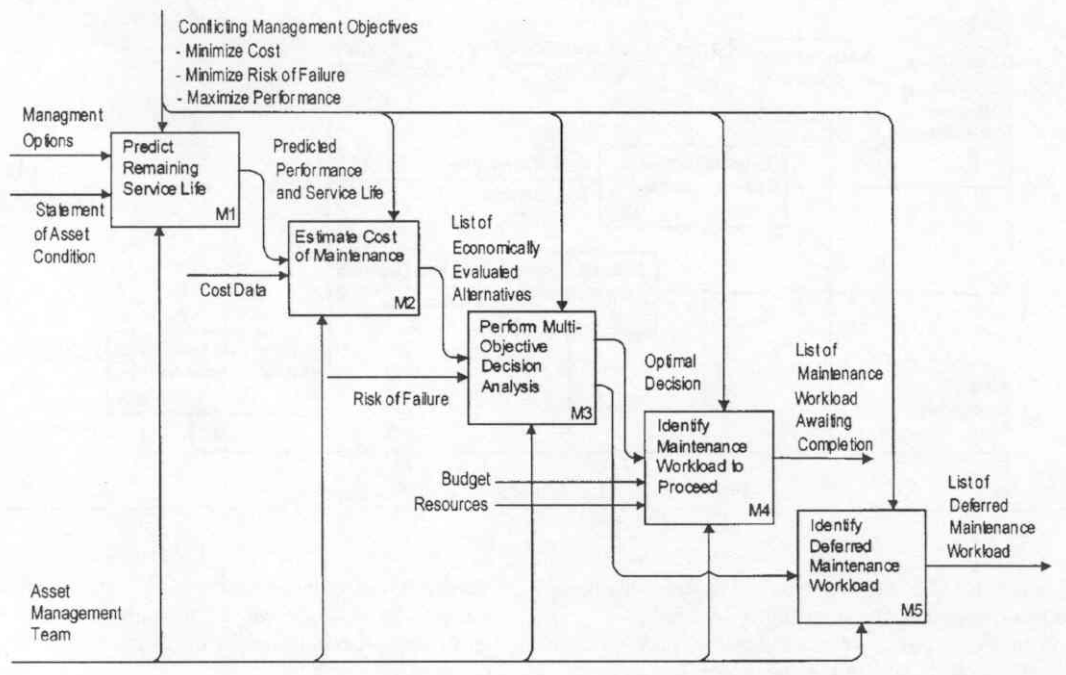 Conflicting Management Objectives
- Minimize Cost
- Minimize Risk of Failure
- Maximize Performance
Managment
Options
Predict
Remaining
Service Life
M1
Statement
of Asset
Condition
Predicted
Performance
and Service Life
Estimate Cost
of Maintenance
M2
Cost Data
List of
Economically
Evaluated
Alternatives
Perform Multi-
Objective
Decision
Analysis
M3
Risk of Failure
Optimal
Decision
Identify
Maintenance
Workload to
Proceed
M4
Budget
Resources
List of
Maintenance
Workload
Awaiting
Completion
Identify
Deferred
Maintenance
Workload
M5
List of
Deferred
Maintenance
Workload
Asset
Management
Team